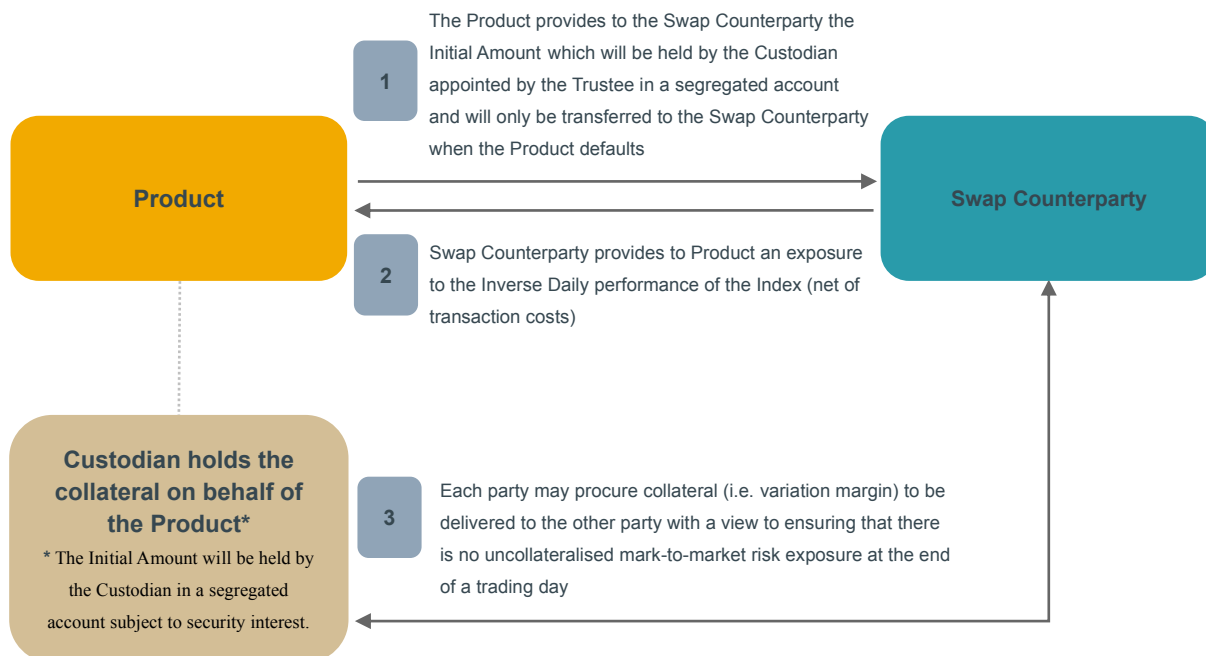 The Product provides to the Swap Counterparty the
Initial Amount which will be held by the Custodian
appointed by the Trustee in a segregated account
and will only be transferred to the Swap Counterparty
when the Product defaults
1
Product
Swap Counterparty
2
Swap Counterparty provides to Product an exposure
to the Inverse Daily performance of the Index (net of
transaction costs)
Custodian holds the
collateral on behalf of
the Product*
* The Initial Amount will be held by
the Custodian in a segregated
account subject to security interest.
3
Each party may procure collateral (i.e. variation margin) to be
delivered to the other party with a view to ensuring that there
is no uncollateralised mark-to-market risk exposure at the end
of a trading day